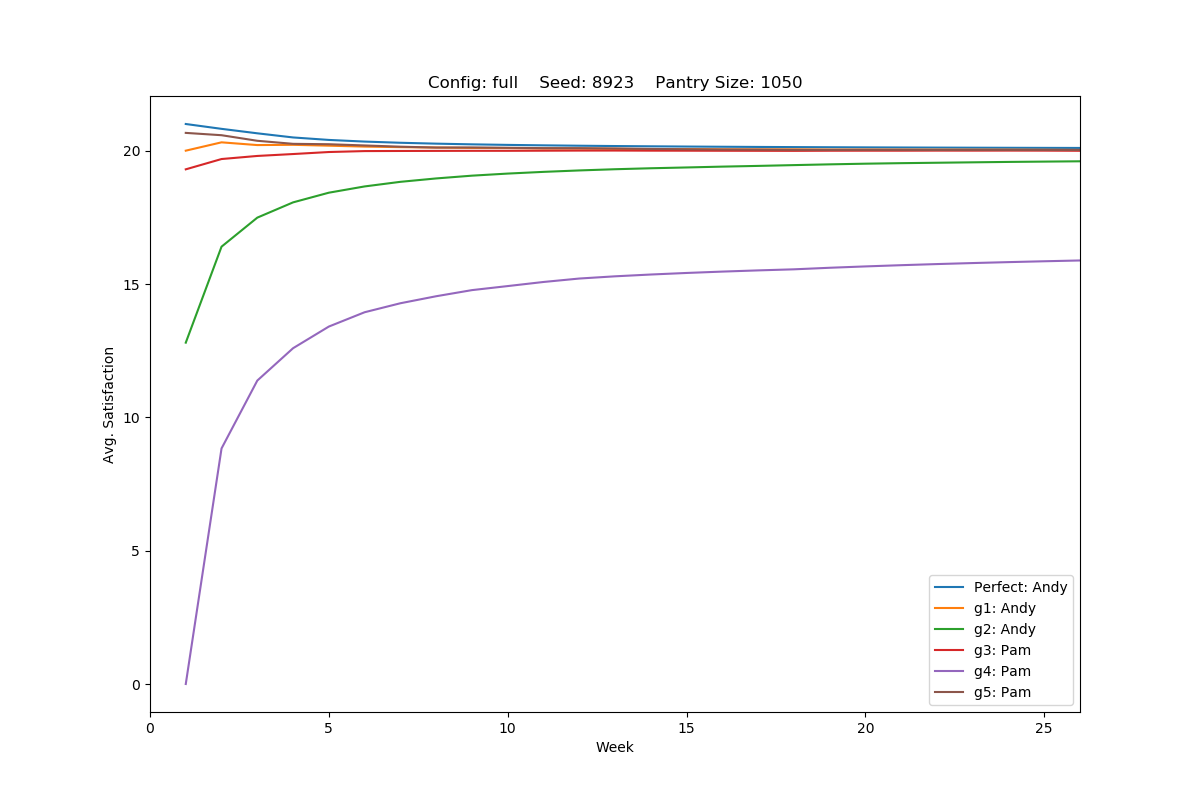 Config: full    Seed: 8923    Pantry Size: 1050
Avg. Satisfaction
20
15
10
5
0
0 5 10 15 20 25
Week
Perfect: Andy
g1: Andy
g2: Andy
g3: Pam
g4: Pam
g5: Pam